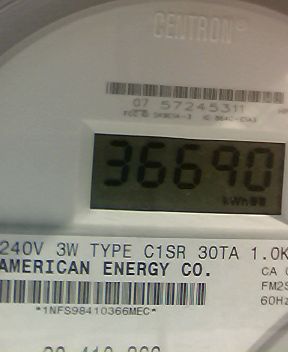 CENTRON®
07 57245311
36690
kWh
240V 3W TYPE C1SR 30TA 1.0K
AMERICAN ENERGY CO.
CA
FM2S
60Hz
*1NFS98410366MEC*